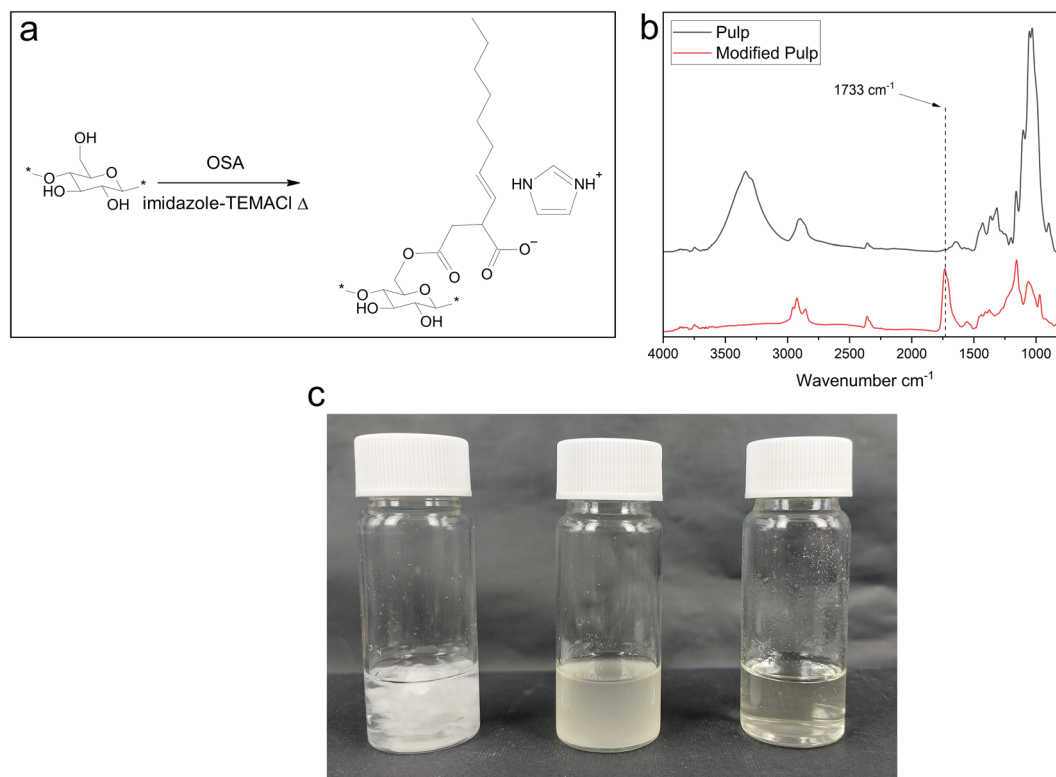 a
OH
O
*
O
HO
OH
*
OSA
imidazole-TEMACl Δ
HN
NH+
O
O
O
O−
*
O
O
HO
OH
*
b
Pulp
Modified Pulp
1733 cm-1
4000 3500 3000 2500 2000 1500 1000
Wavenumber cm-1
c